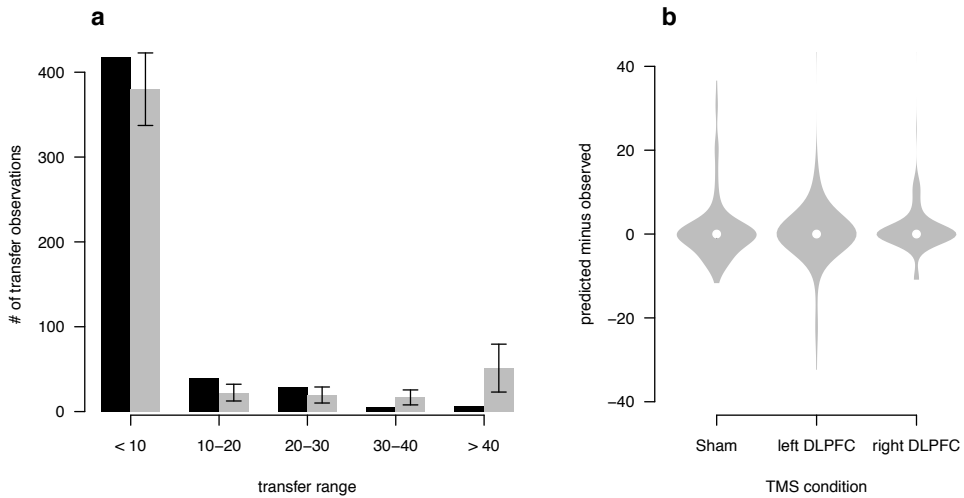 a
# of transfer observations
400
300
200
100
0
< 10
10−20
20−30
30−40
> 40
transfer range
b
predicted minus observed
40
20
0
−20
−40
Sham
left DLPFC
right DLPFC
TMS condition